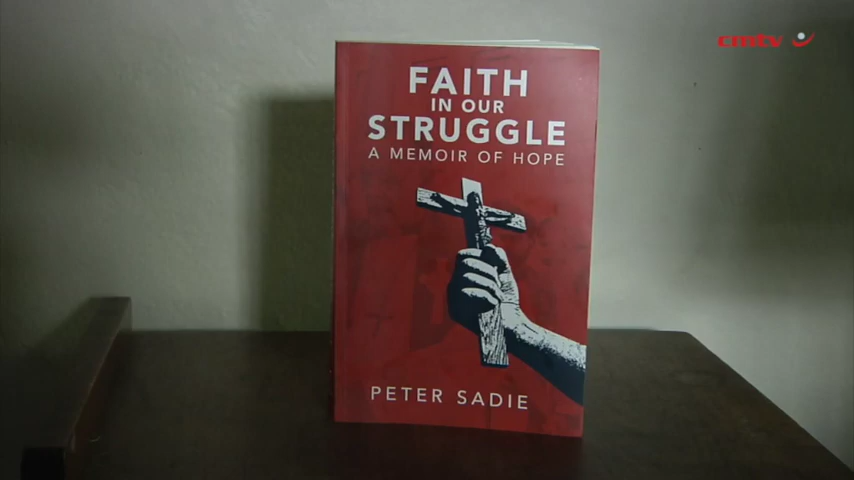 cmtv
FAITH
IN OUR
STRUGGLE
A MEMOIR OF HOPE
PETER SADIE